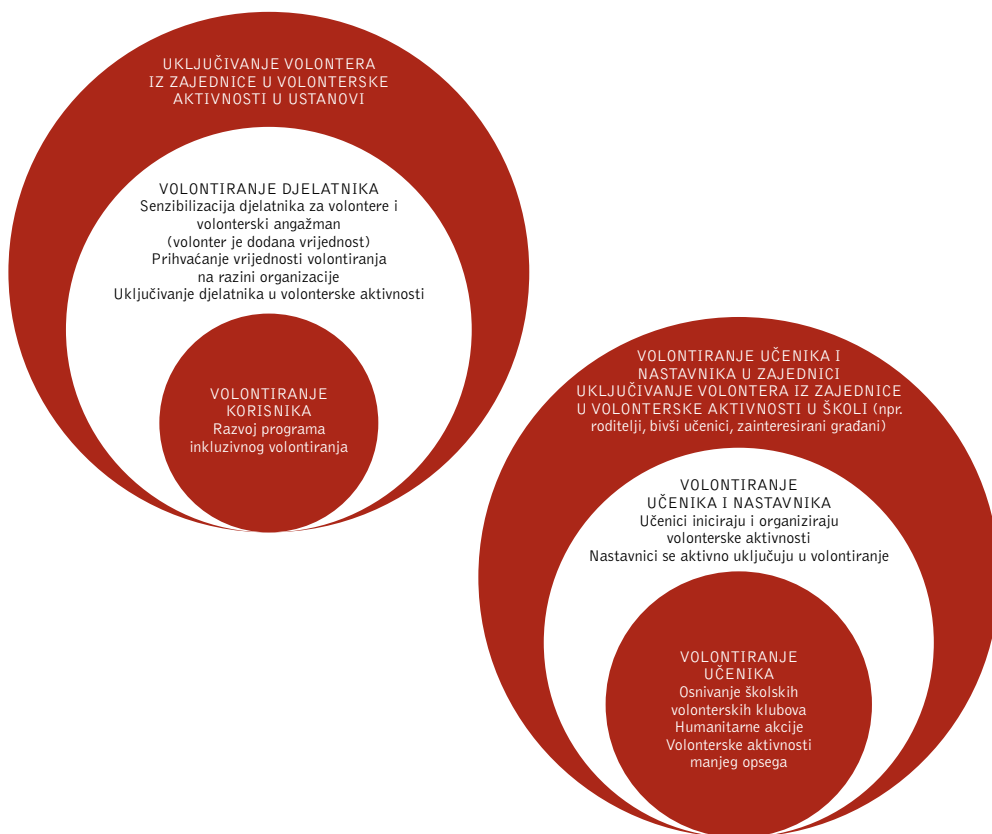 UKLJUČIVANJE VOLONTERA
IZ ZAJEDNICE U VOLONTERSKE
AKTIVNOSTI U USTANOVI
VOLONTIRANJE DJELATNIKA
Senzibilizacija djelatnika za volontere i
volonterski angažman
(volonter je dodana vrijednost)
Prihvaćanje vrijednosti volontiranja
na razini organizacije
Uključivanje djelatnika u volonterske aktivnosti
VOLONTIRANJE
KORISNIKA
Razvoj programa
inkluzivnog volontiranja
VOLONTIRANJE UČENIKA I
NASTAVNIKA U ZAJEDNICI
UKLJUČIVANJE VOLONTERA IZ ZAJEDNICE
U VOLONTERSKE AKTIVNOSTI U ŠKOLI (npr.
roditelji, bivši učenici, zainteresirani građani)
VOLONTIRANJE
UČENIKA I NASTAVNIKA
Učenici iniciraju i organiziraju
volonterske aktivnosti
Nastavnici se aktivno uključuju u volontiranje
VOLONTIRANJE
UČENIKA
Osnivanje školskih
volonterskih klubova
Humanitarne akcije
Volonterske aktivnosti
manjeg opsega